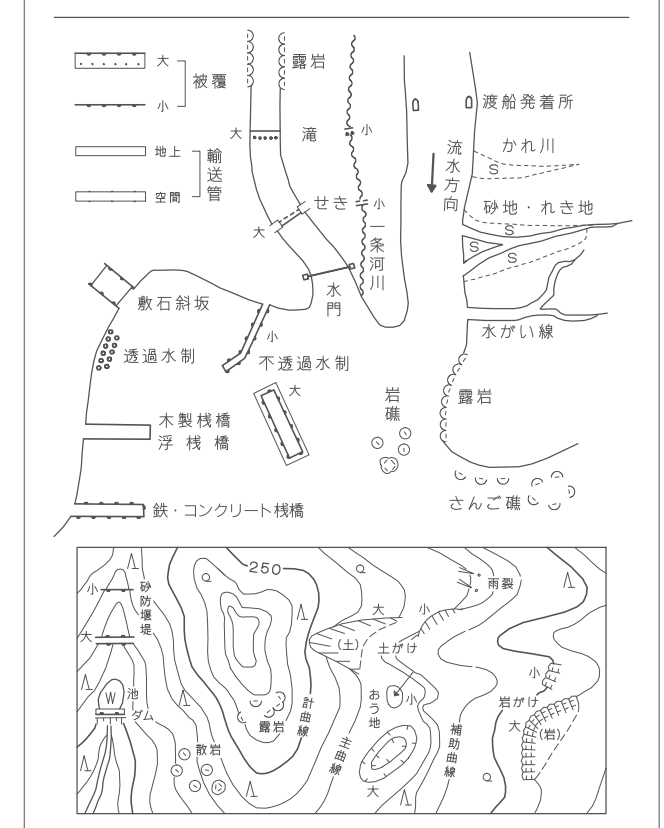 大
小
被覆
地上
空間
輸送管
露岩
大
滝
小
せき
小
大
一条河川
水門
流水方向
渡船発着所
かれ川
S
砂地・れき地
S
S
S
水がい線
敷石斜坂
透過水制
小
不透過水制
大
木製桟橋
浮桟橋
鉄・コンクリート桟橋
岩礁
露岩
さんご礁
小
砂防堰堤
大
W
池
ダム
250
露岩
散岩
計曲線
主曲線
大
小
(土)
土がけ
おう地
小
大
補助曲線
雨裂
小
岩がけ
大
(岩)